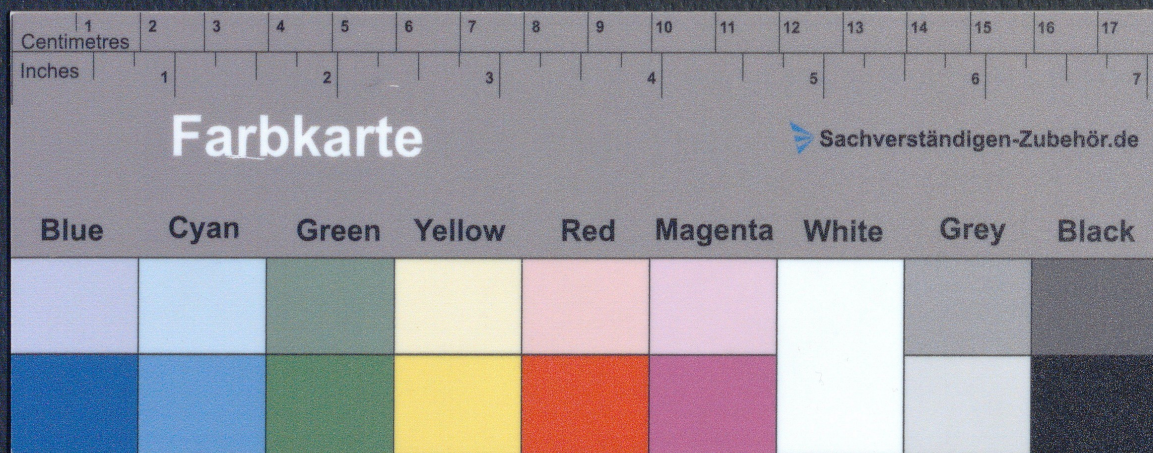 1 2 3 4 5 6 7 8 9 10 11 12 13 14 15 16 17
Centimetres
Inches
1 2 3 4 5 6 7
Farbkarte
Sachverständigen-Zubehör.de
Blue Cyan Green Yellow Red Magenta White Grey Black